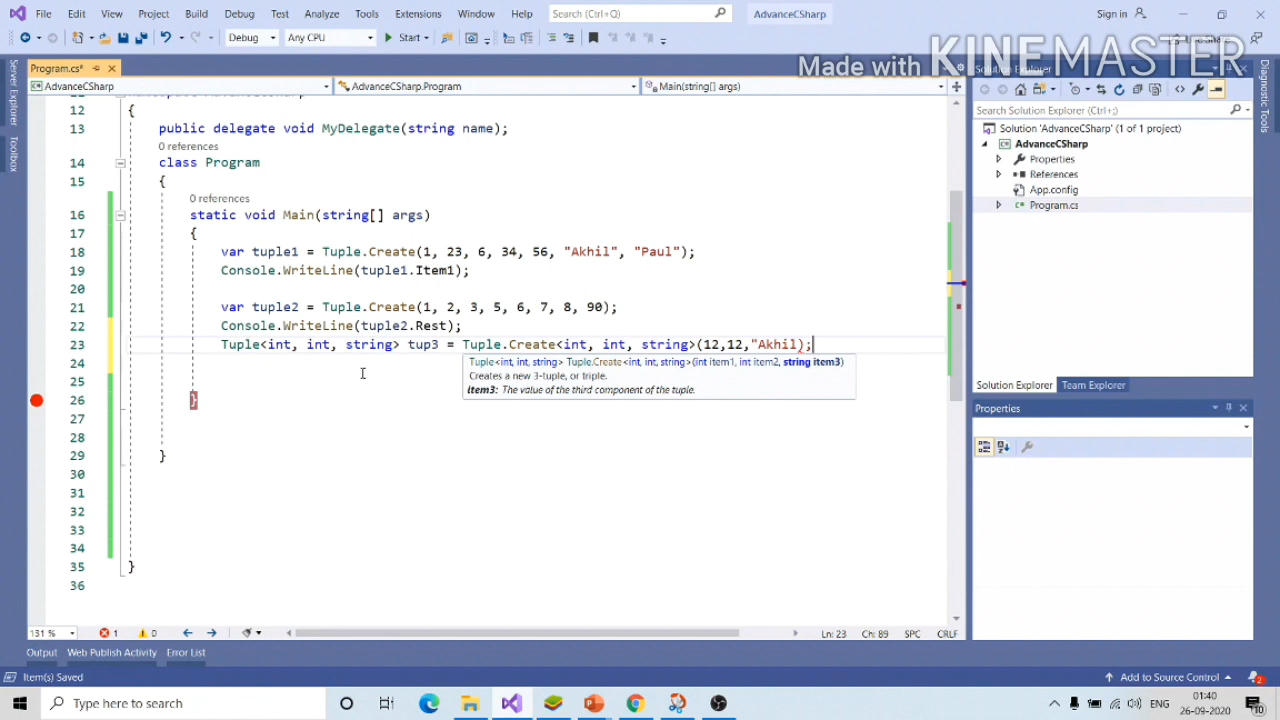 File Edit View Git Project Build Debug Test Analyze Tools Extensions Window Help Search (Ctrl+Q) AdvanceCSharp Sign in
Debug Any CPU Start
Made with KINEMASTER
Program.cs* Solution Explorer
AdvanceCSharp AdvanceCSharp.Program Main(string[] args)
Server Explorer
Toolbox
Diagnostic Tools
Search Solution Explorer (Ctrl+;)
Solution 'AdvanceCSharp' (1 of 1 project)
AdvanceCSharp
Properties
References
App.config
Program.cs
12 {
13 public delegate void MyDelegate(string name);
0 references
14 class Program
15 {
0 references
16 static void Main(string[] args)
17 {
18 var tuple1 = Tuple.Create(1, 23, 6, 34, 56, "Akhil", "Paul");
19 Console.WriteLine(tuple1.Item1);
20
21 var tuple2 = Tuple.Create(1, 2, 3, 5, 6, 7, 8, 90);
22 Console.WriteLine(tuple2.Rest);
23 Tuple<int, int, string> tup3 = Tuple.Create<int, int, string>(12,12,"Akhil);
24 Tuple<int, int, string> Tuple.Create<int, int, string>(int item1, int item2, string item3)
Creates a new 3-tuple, or triple.
25 item3: The value of the third component of the tuple.
26 }
27
28
29 }
30
31
32
33
34
35 }
36
Solution Explorer Team Explorer
Properties
131 % 1 0 Ln: 23 Ch: 89 SPC CRLF
Output Web Publish Activity Error List
Item(s) Saved Add to Source Control 2
Type here to search 01:40
26-09-2020 10